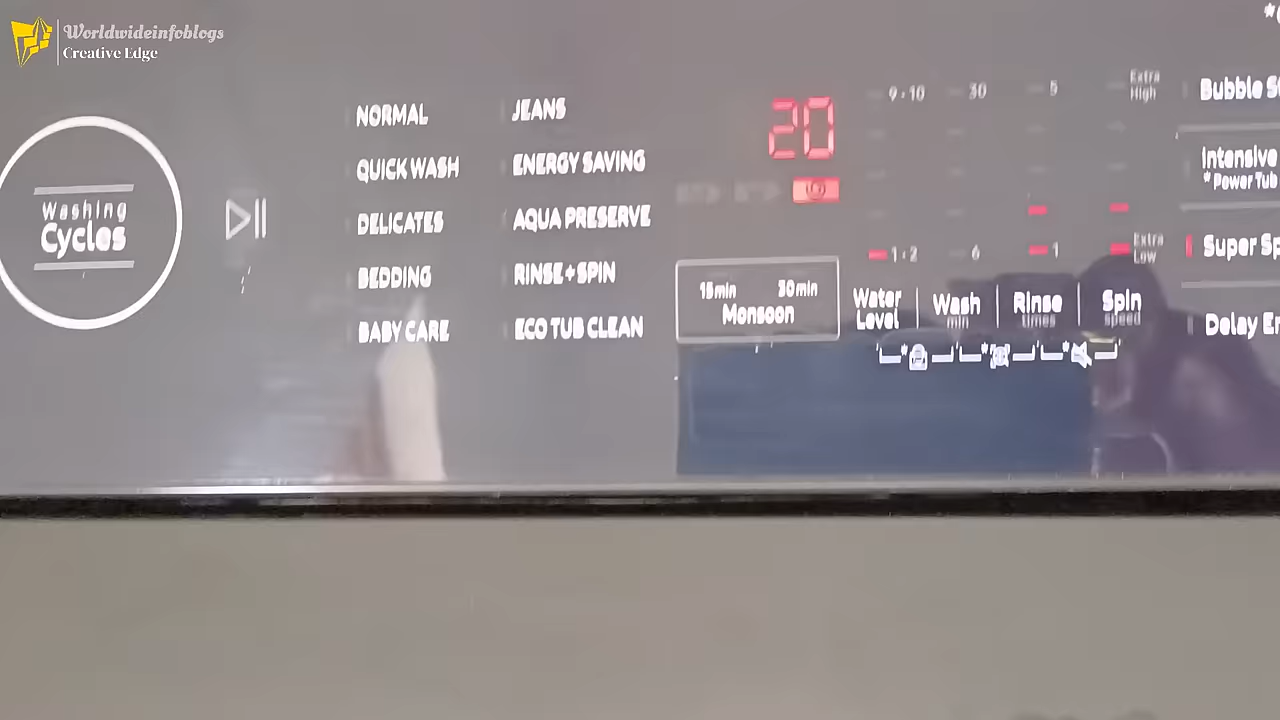 Worldwideinfoblogs
Creative Edge
Washing
Cycles
NORMAL
QUICK WASH
DELICATES
BEDDING
BABY CARE
JEANS
ENERGY SAVING
AQUA PRESERVE
RINSE+SPIN
ECO TUB CLEAN
20
15min 30min
Monsoon
9-10 30 5 Extra High
1-2 6 1 Extra Low
Water Level
Wash min
Rinse times
Spin speed
Bubble S
Intensive
* Power Tub
Super Sp
Delay En